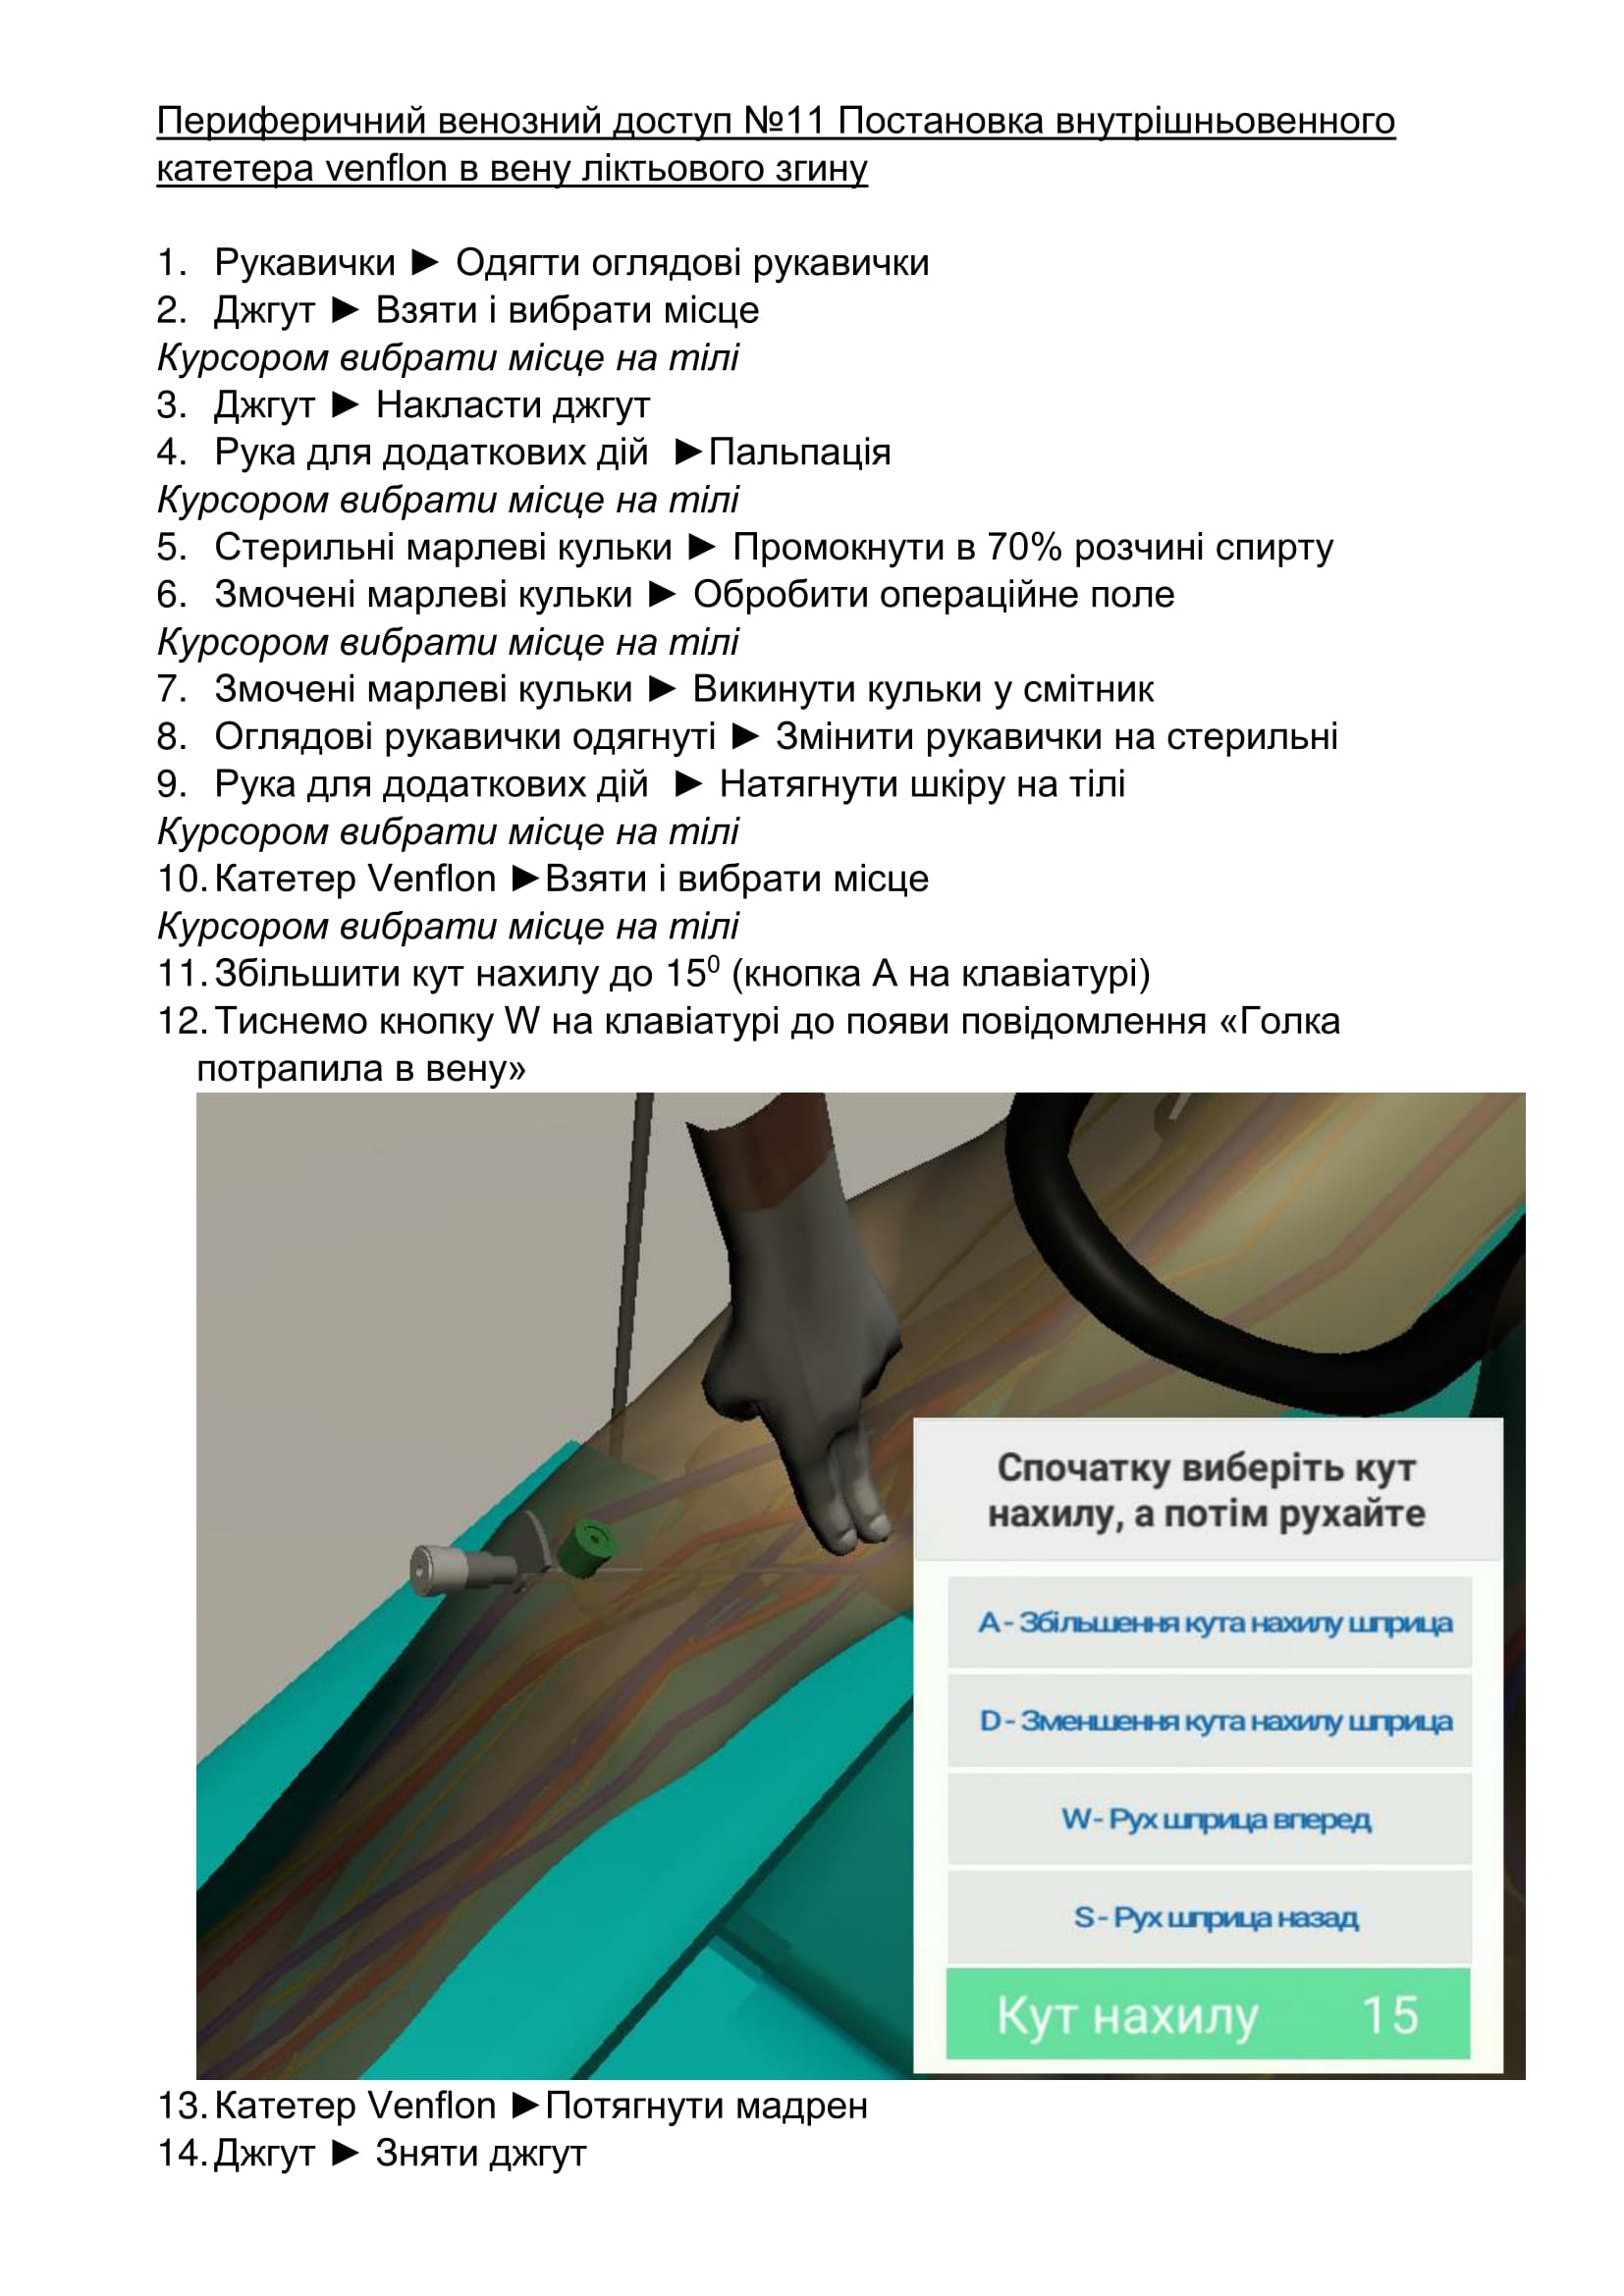 Периферичний венозний доступ №11 Постановка внутрішньовенного
катетера venflon в вену ліктьового згину
1. Рукавички ► Одягти оглядові рукавички
2. Джгут ► Взяти і вибрати місце
Курсором вибрати місце на тілі
3. Джгут ► Накласти джгут
4. Рука для додаткових дій ►Пальпація
Курсором вибрати місце на тілі
5. Стерильні марлеві кульки ► Промокнути в 70% розчині спирту
6. Змочені марлеві кульки ► Обробити операційне поле
Курсором вибрати місце на тілі
7. Змочені марлеві кульки ► Викинути кульки у смітник
8. Оглядові рукавички одягнуті ► Змінити рукавички на стерильні
9. Рука для додаткових дій ► Натягнути шкіру на тілі
Курсором вибрати місце на тілі
10. Катетер Venflon ►Взяти і вибрати місце
Курсором вибрати місце на тілі
11. Збільшити кут нахилу до 15⁰ (кнопка А на клавіатурі)
12. Тиснемо кнопку W на клавіатурі до появи повідомлення «Голка
потрапила в вену»
Спочатку виберіть кут
нахилу, а потім рухайте
A - Збільшення кута нахилу шприца
D - Зменшення кута нахилу шприца
W - Рух шприца вперед
S - Рух шприца назад
Кут нахилу 15
13. Катетер Venflon ►Потягнути мадрен
14. Джгут ► Зняти джгут